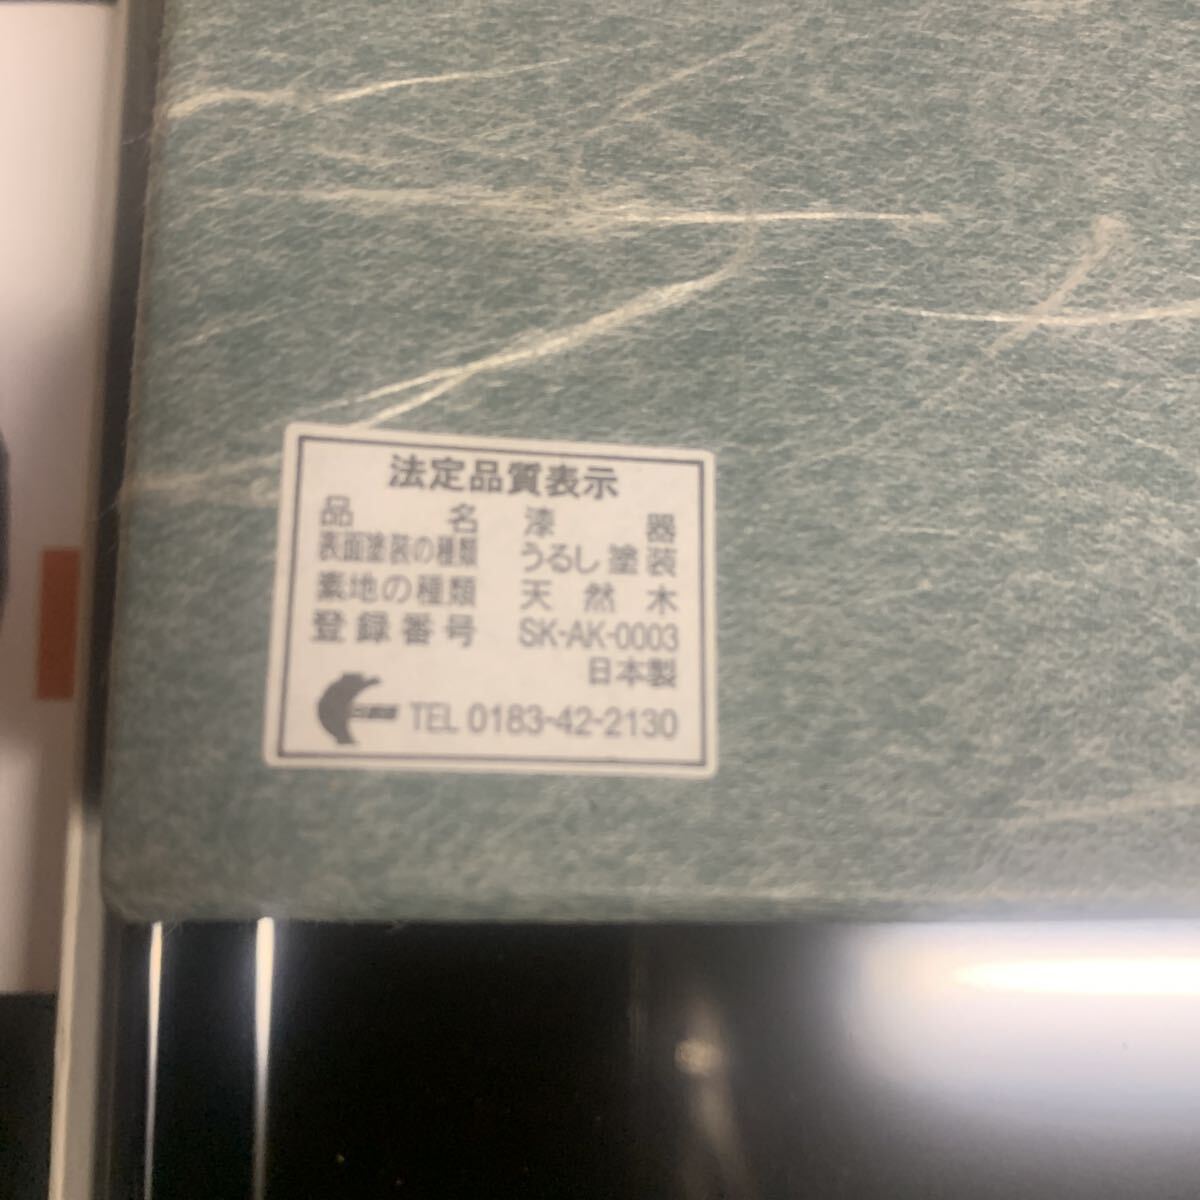 法定品質表示
品名 漆器
表面塗装の種類 うるし塗装
素地の種類 天然木
登録番号 SK-AK-0003
日本製
TEL 0183-42-2130